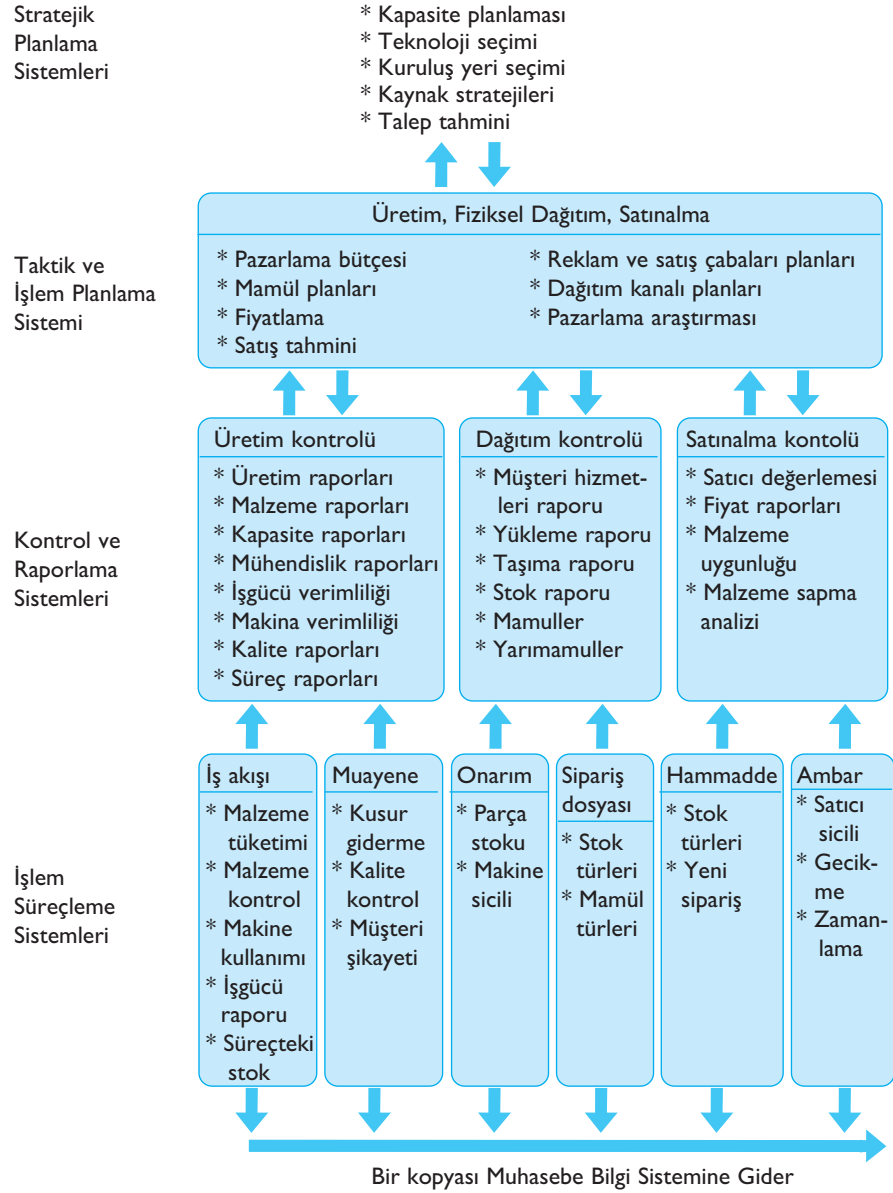 Stratejik
Planlama
Sistemleri
* Kapasite planlaması
* Teknoloji seçimi
* Kuruluş yeri seçimi
* Kaynak stratejileri
* Talep tahmini
Taktik ve
İşlem Planlama
Sistemi
Üretim, Fiziksel Dağıtım, Satınalma
* Pazarlama bütçesi
* Mamül planları
* Fiyatlama
* Satış tahmini
* Reklam ve satış çabaları planları
* Dağıtım kanalı planları
* Pazarlama araştırması
Kontrol ve
Raporlama
Sistemleri
Üretim kontrolü
* Üretim raporları
* Malzeme raporları
* Kapasite raporları
* Mühendislik raporları
* İşgücü verimliliği
* Makina verimliliği
* Kalite raporları
* Süreç raporları
Dağıtım kontrolü
* Müşteri hizmet-
leri raporu
* Yükleme raporu
* Taşıma raporu
* Stok raporu
* Mamuller
* Yarımamuller
Satınalma kontolü
* Satıcı değerlemesi
* Fiyat raporları
* Malzeme
uygunluğu
* Malzeme sapma
analizi
İşlem
Süreçleme
Sistemleri
İş akışı
* Malzeme
tüketimi
* Malzeme
kontrol
* Makine
kullanımı
* İşgücü
raporu
* Süreçteki
stok
Muayene
* Kusur
giderme
* Kalite
kontrol
* Müşteri
şikayeti
Onarım
* Parça
stoku
* Makine
sicili
Sipariş
dosyası
* Stok
türleri
* Mamül
türleri
Hammadde
* Stok
türleri
* Yeni
sipariş
Ambar
* Satıcı
sicili
* Gecik-
me
* Zaman-
lama
Bir kopyası Muhasebe Bilgi Sistemine Gider